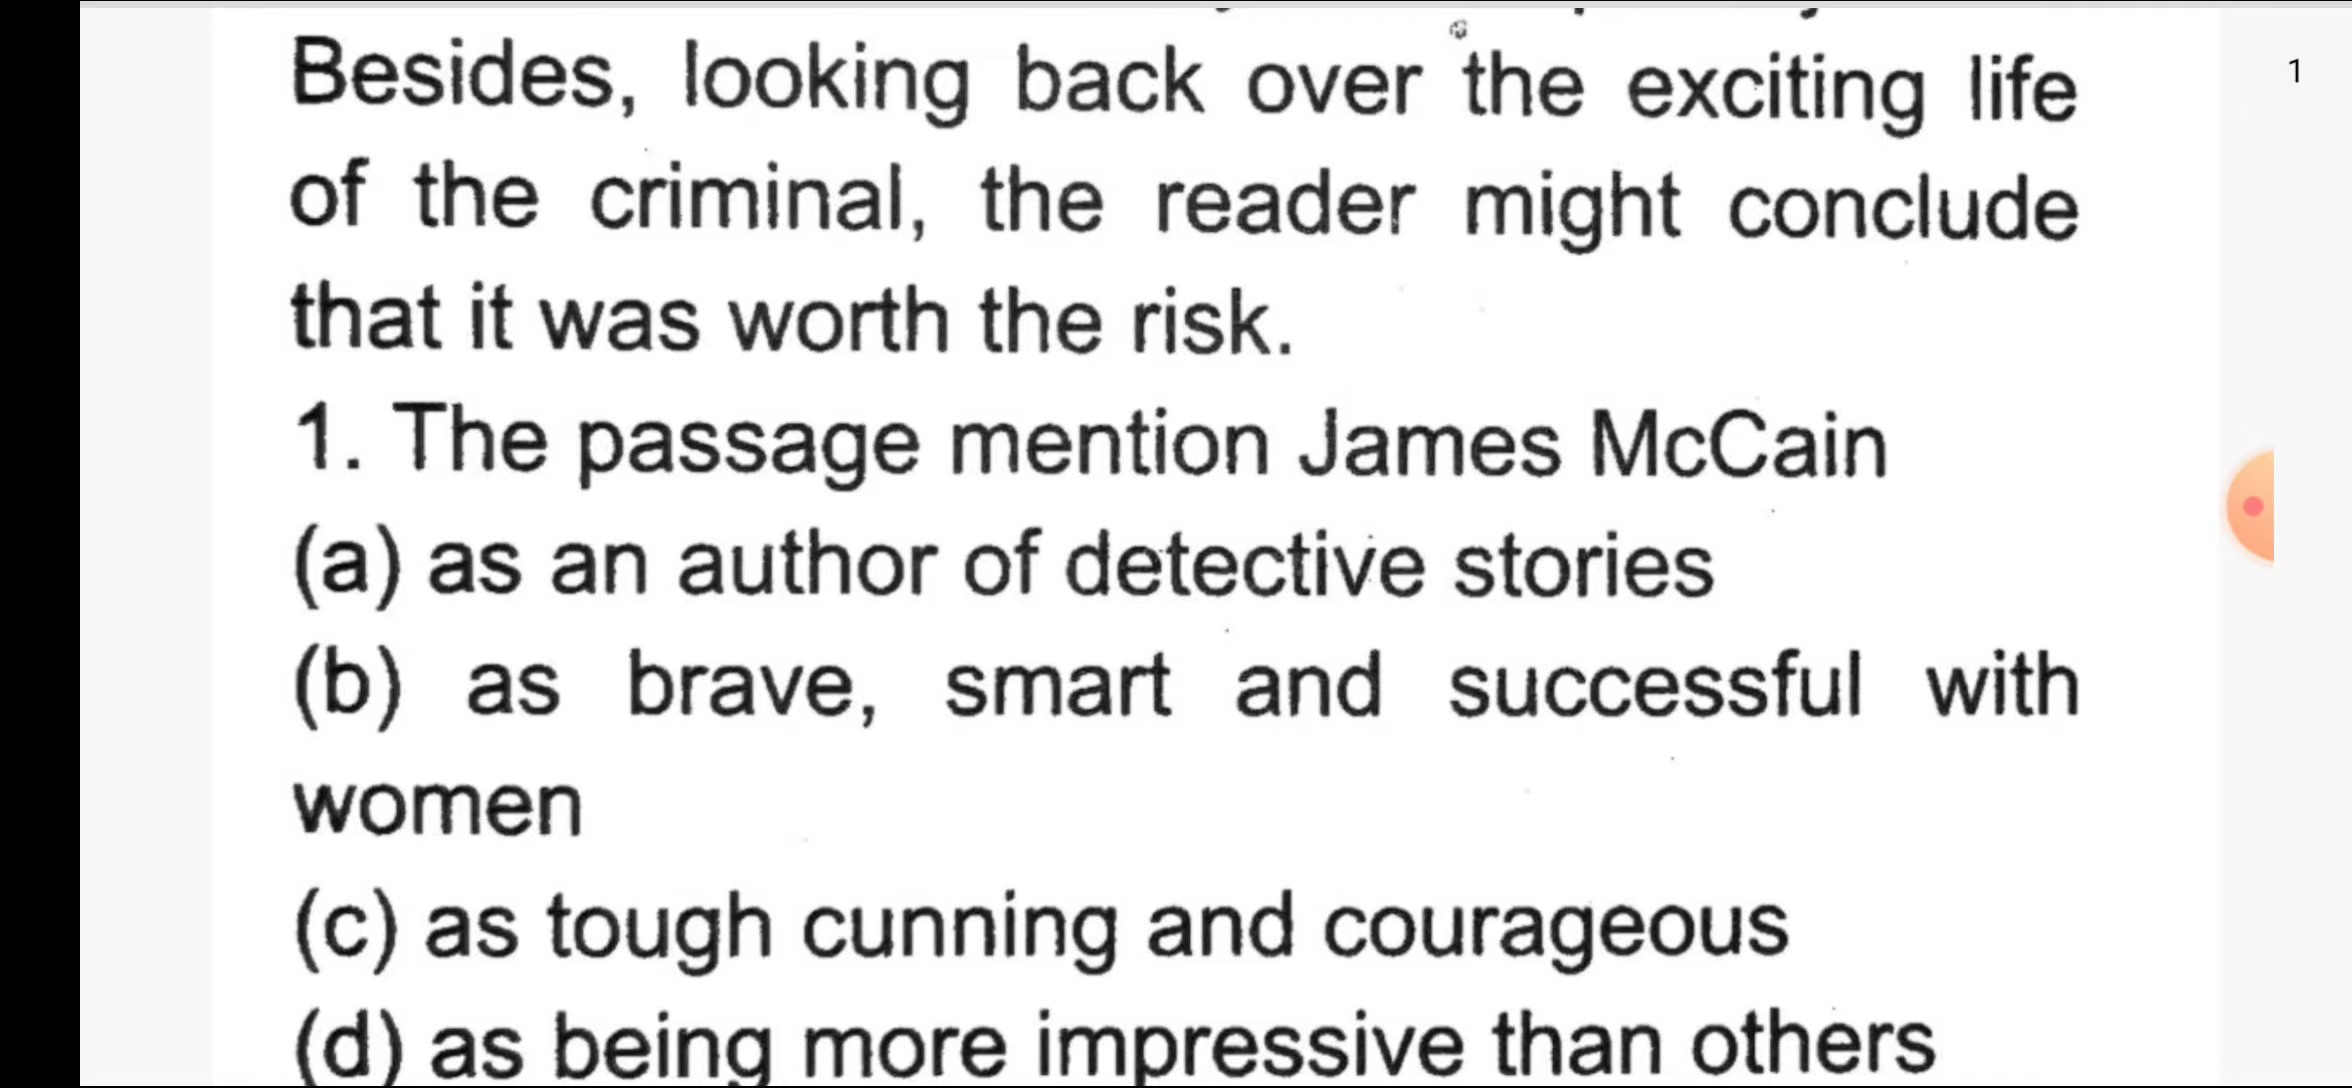 Besides, looking back over the exciting life
of the criminal, the reader might conclude
that it was worth the risk.
1. The passage mention James McCain
(a) as an author of detective stories
(b) as brave, smart and successful with
women
(c) as tough cunning and courageous
(d) as being more impressive than others
1